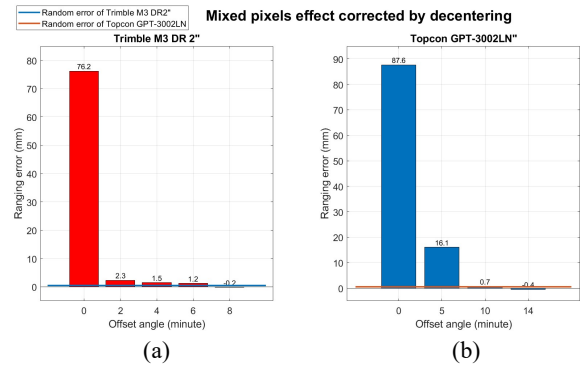 Mixed pixels effect corrected by decentering
Random error of Trimble M3 DR2"
Random error of Topcon GPT-3002LN
Trimble M3 DR 2"
Ranging error (mm)
80
70
60
50
40
30
20
10
0
76.2
2.3
1.5
1.2
-0.2
0 2 4 6 8
Offset angle (minute)
(a)
Topcon GPT-3002LN"
Ranging error (mm)
90
80
70
60
50
40
30
20
10
0
87.6
16.1
0.7
-0.4
0 5 10 14
Offset angle (minute)
(b)